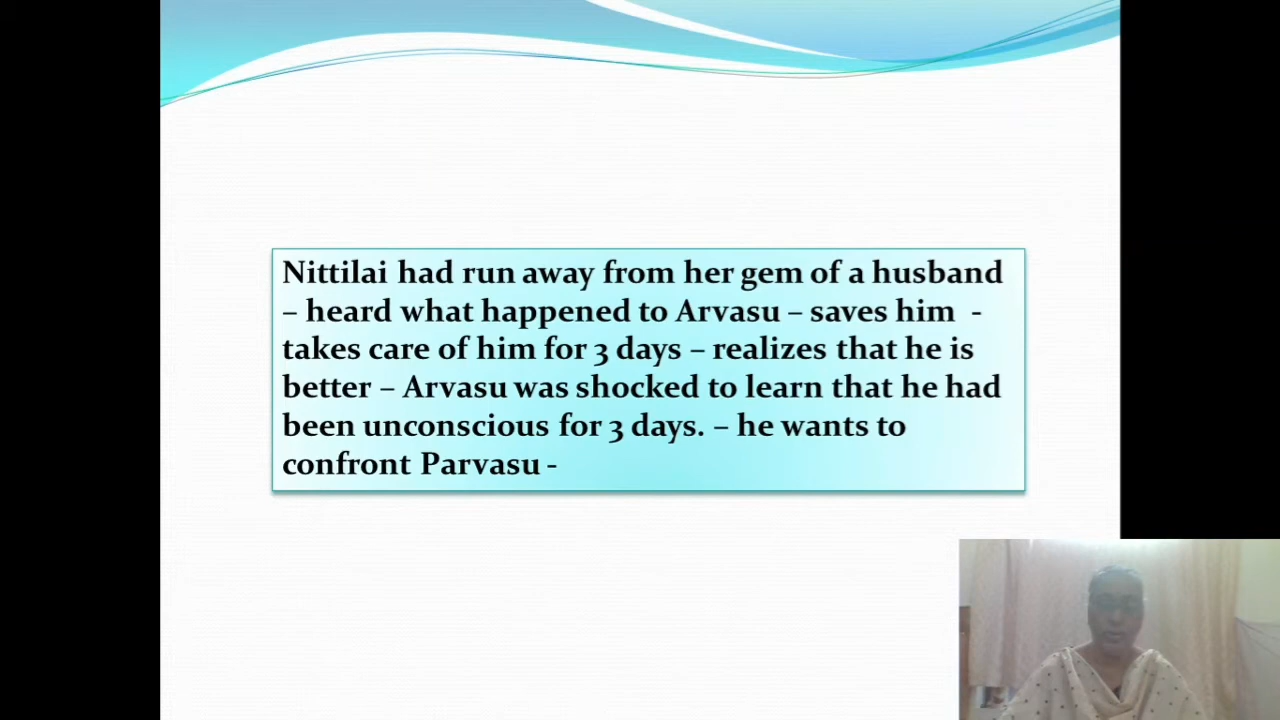 Nittilai had run away from her gem of a husband
– heard what happened to Arvasu – saves him  -
takes care of him for 3 days – realizes that he is
better – Arvasu was shocked to learn that he had
been unconscious for 3 days. – he wants to
confront Parvasu -